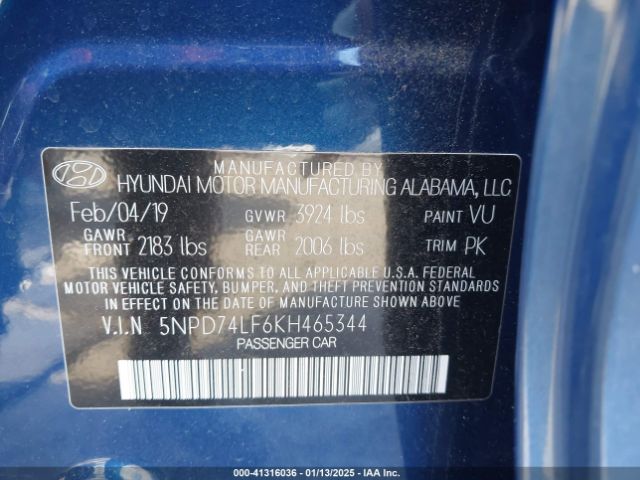 MANUFACTURED BY
HYUNDAI MOTOR MANUFACTURING ALABAMA, LLC
Feb/04/19 GVWR 3924 lbs PAINT VU
GAWR FRONT 2183 lbs GAWR REAR 2006 lbs TRIM PK
THIS VEHICLE CONFORMS TO ALL APPLICABLE U.S.A. FEDERAL
MOTOR VEHICLE SAFETY, BUMPER, AND THEFT PREVENTION STANDARDS
IN EFFECT ON THE DATE OF MANUFACTURE SHOWN ABOVE.
V.I.N 5NPD74LF6KH465344
PASSENGER CAR
000-41316036 - 01/13/2025 - IAA